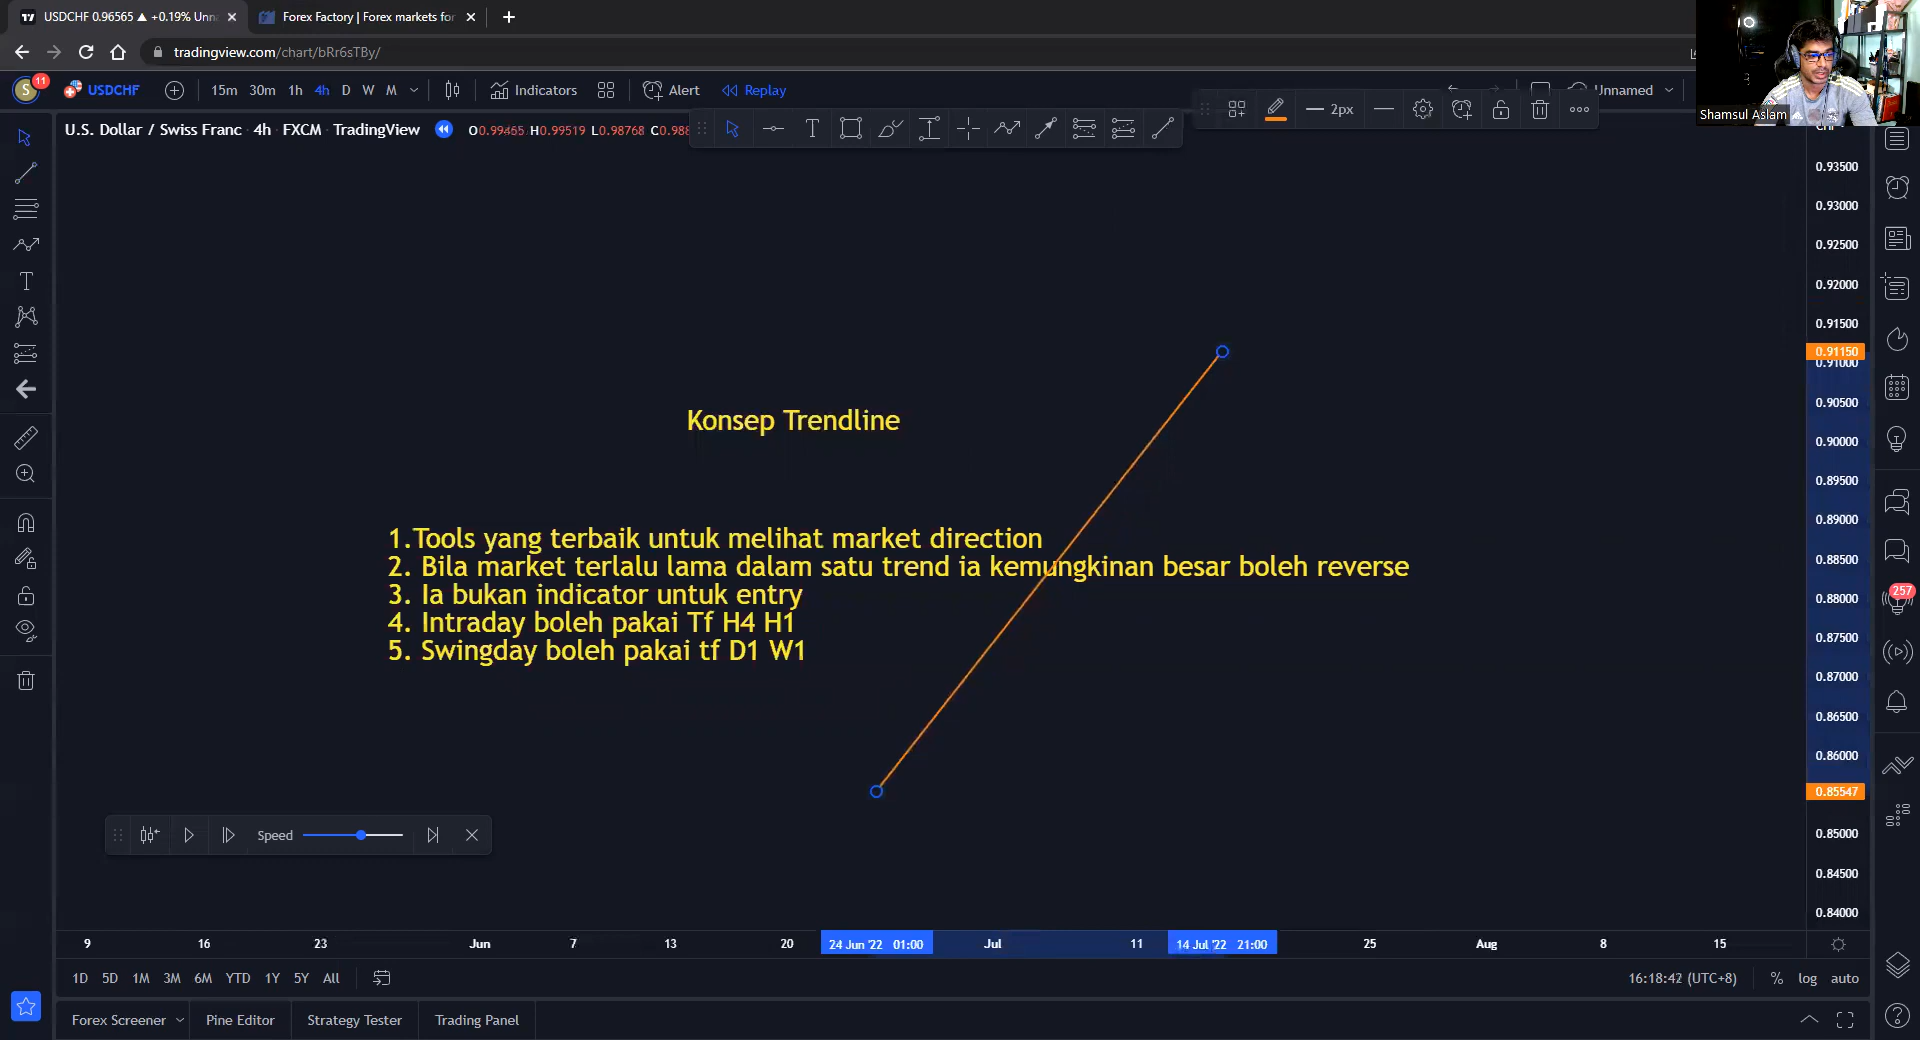 USDCHF 0.96565 ▲ +0.19% Unn
Forex Factory | Forex markets for
tradingview.com/chart/bRr6sTBy/
S
11
USDCHF
15m 30m 1h 4h D W M
Indicators
Alert
Replay
Unnamed
U.S. Dollar / Swiss Franc · 4h · FXCM · TradingView
O0.99465 H0.99519 L0.98768 C0.988
2px
Shamsul Aslam
Konsep Trendline
1.Tools yang terbaik untuk melihat market direction
2. Bila market terlalu lama dalam satu trend ia kemungkinan besar boleh reverse
3. Ia bukan indicator untuk entry
4. Intraday boleh pakai Tf H4 H1
5. Swingday boleh pakai tf D1 W1
0.93500
0.93000
0.92500
0.92000
0.91500
0.91150
0.91000
0.90500
0.90000
0.89500
0.89000
0.88500
0.88000
0.87500
0.87000
0.86500
0.86000
0.85547
0.85000
0.84500
0.84000
257
Speed
9 16 23 Jun 7 13 20 24 Jun '22 01:00 Jul 11 14 Jul '22 21:00 25 Aug 8 15
1D 5D 1M 3M 6M YTD 1Y 5Y All
16:18:42 (UTC+8) % log auto
Forex Screener Pine Editor Strategy Tester Trading Panel